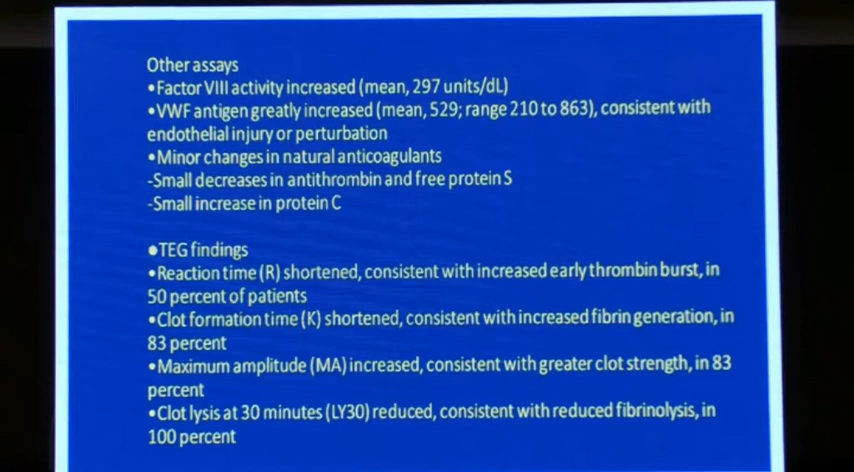 Other assays
•Factor VIII activity increased (mean, 297 units/dL)
•VWF antigen greatly increased (mean, 529; range 210 to 863), consistent with
endothelial injury or perturbation
•Minor changes in natural anticoagulants
-Small decreases in antithrombin and free protein S
-Small increase in protein C
•TEG findings
•Reaction time (R) shortened, consistent with increased early thrombin burst, in
50 percent of patients
•Clot formation time (K) shortened, consistent with increased fibrin generation, in
83 percent
•Maximum amplitude (MA) increased, consistent with greater clot strength, in 83
percent
•Clot lysis at 30 minutes (LY30) reduced, consistent with reduced fibrinolysis, in
100 percent